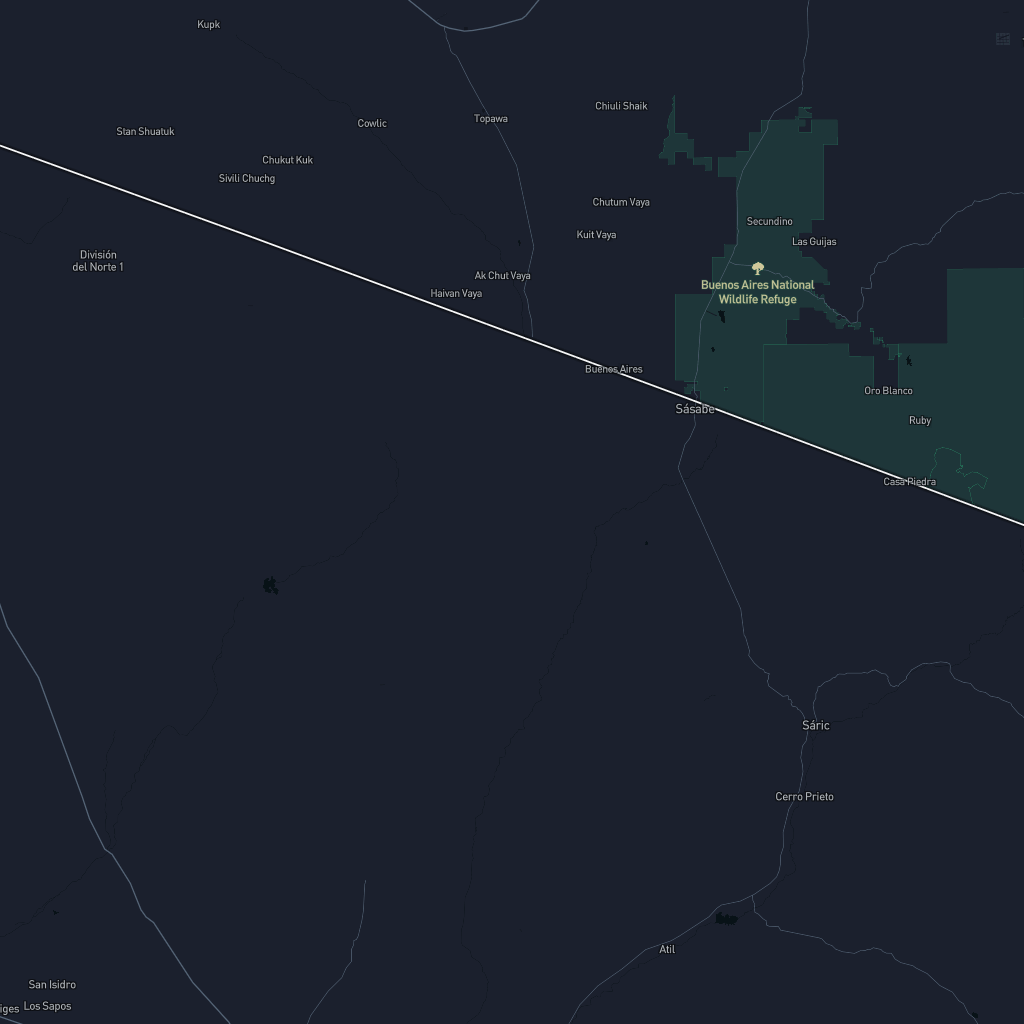 Kupk
Chiuli Shaik
Topawa
Cowlic
Stan Shuatuk
Chukut Kuk
Sivili Chuchg
Chutum Vaya
Secundino
Kuit Vaya
Las Guijas
División
del Norte 1
Ak Chut Vaya
Buenos Aires National
Wildlife Refuge
Haivan Vaya
Buenos Aires
Oro Blanco
Sásabe
Ruby
Casa Piedra
Sáric
Cerro Prieto
Atil
San Isidro
iges
Los Sapos